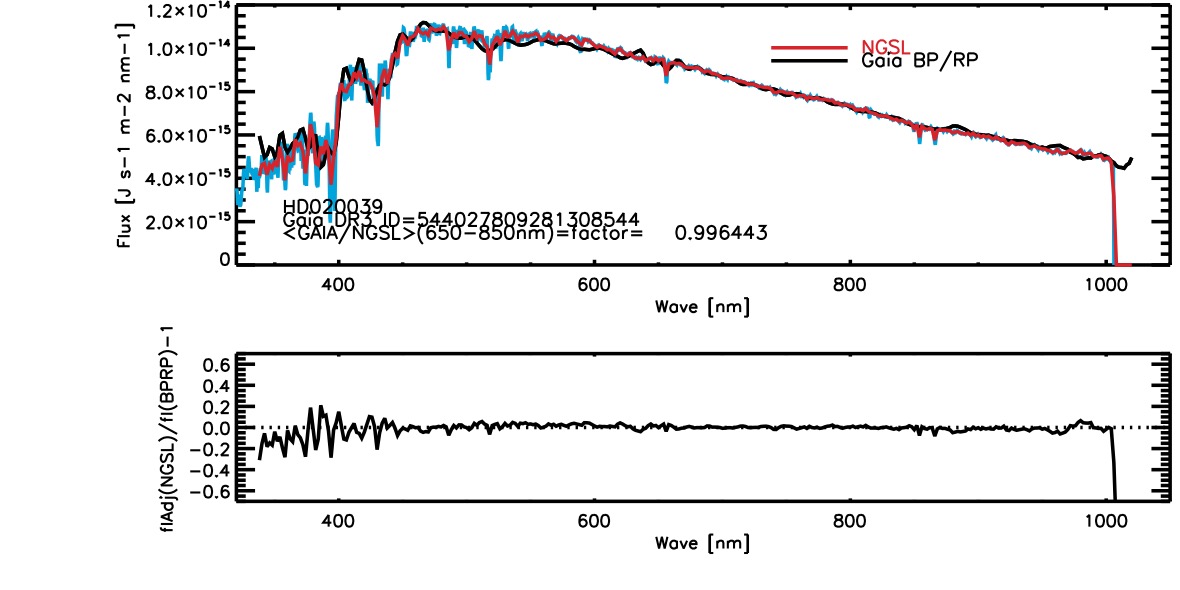 1.2×10⁻¹⁴
1.0×10⁻¹⁴
8.0×10⁻¹⁵
6.0×10⁻¹⁵
4.0×10⁻¹⁵
2.0×10⁻¹⁵
0
Flux [J s-1 m-2 nm-1]
NGSL
Gaia BP/RP
HD020039
Gaia DR3 ID=544027809281308544
<GAIA/NGSL>(650-850nm)=factor= 0.996443
400 600 800 1000
Wave [nm]
0.6
0.4
0.2
0.0
-0.2
-0.4
-0.6
flAdj(NGSL)/fl(BPRP)-1
400 600 800 1000
Wave [nm]